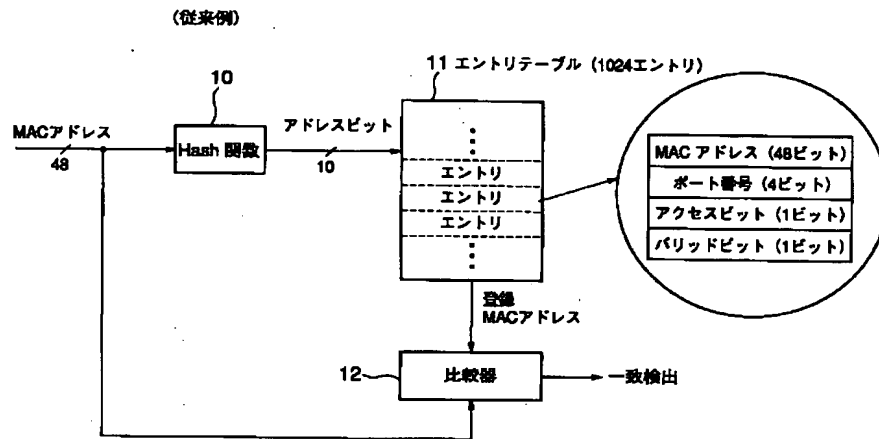 (従来例)
11 エントリテーブル (1024エントリ)
10
MACアドレス
48
Hash 関数
アドレスビット
10
エントリ
エントリ
エントリ
MAC アドレス (48ビット)
ポート番号 (4ビット)
アクセスビット (1ビット)
バリッドビット (1ビット)
登録
MACアドレス
12
比較器
一致検出